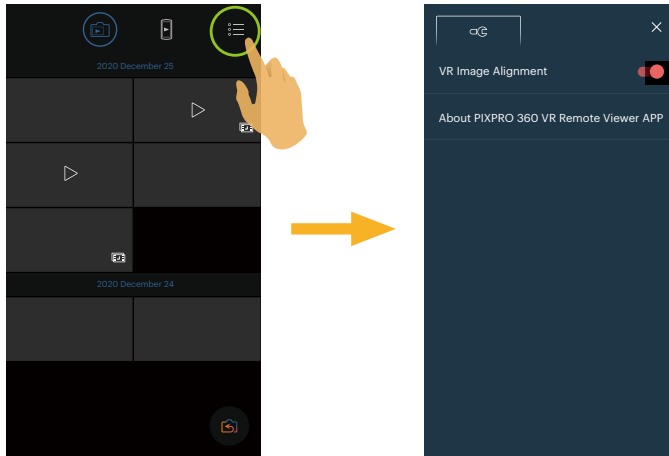 2020 December 25
2020 December 24
VR Image Alignment
About PIXPRO 360 VR Remote Viewer APP